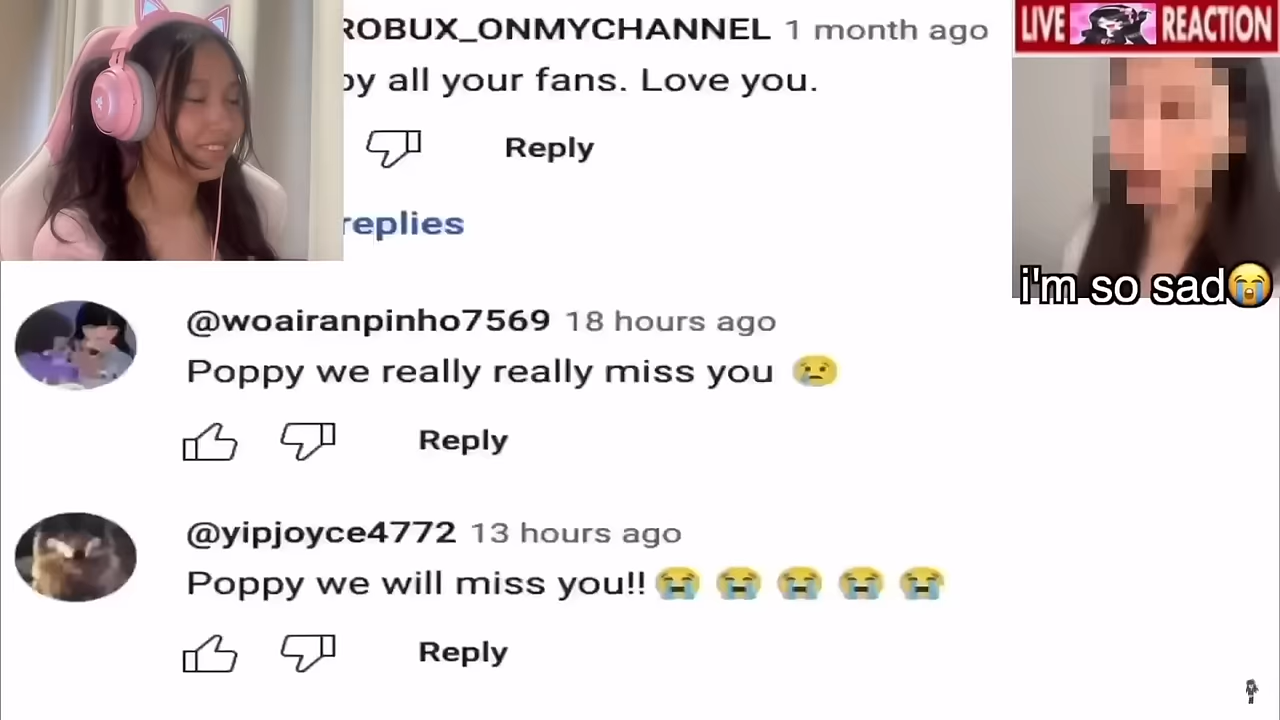 ROBUX_ONMYCHANNEL 1 month ago
by all your fans. Love you.
Reply
replies
LIVE REACTION
i'm so sad😭
@woairanpinho7569 18 hours ago
Poppy we really really miss you 😢
Reply
@yipjoyce4772 13 hours ago
Poppy we will miss you!! 😭 😭 😭 😭 😭
Reply